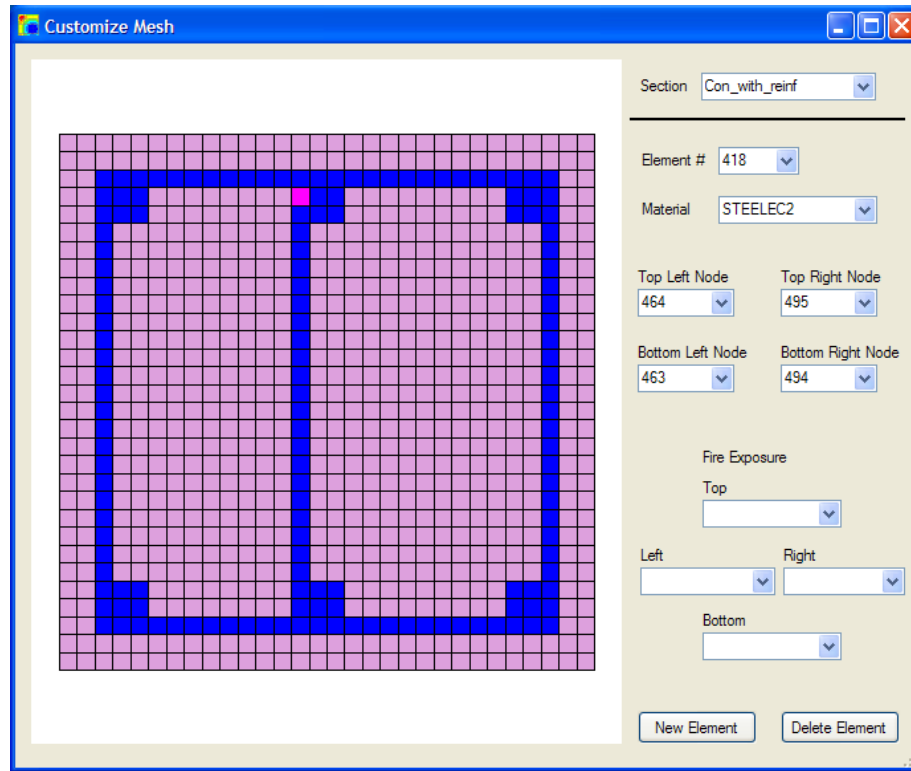 Customize Mesh
Section Con_with_reinf
Element # 418
Material STEELEC2
Top Left Node Top Right Node
464 495
Bottom Left Node Bottom Right Node
463 494
Fire Exposure
Top
Left Right
Bottom
New Element Delete Element